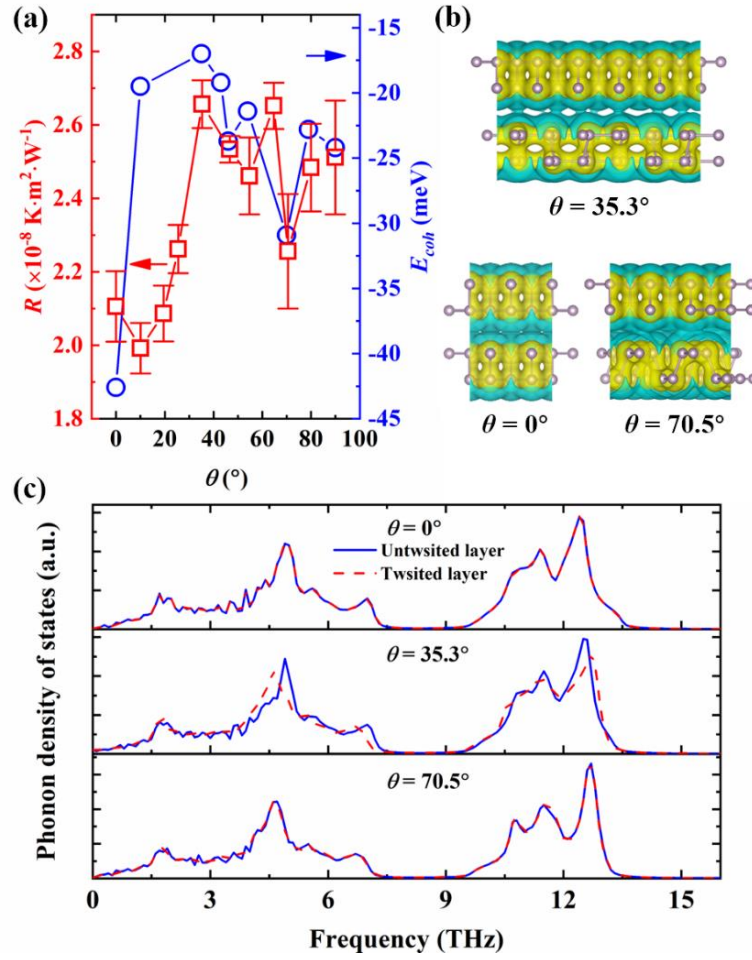 (a)
2.8
2.6
2.4
2.2
2.0
1.8
R (×10⁻⁸ K·m²·W⁻¹)
0 20 40 60 80 100
θ (°)
-15
-20
-25
-30
-35
-40
-45
E_coh (meV)
(b)
θ = 35.3°
θ = 0°
θ = 70.5°
(c)
Phonon density of states (a.u.)
θ = 0°
Untwsited layer
Twsited layer
θ = 35.3°
θ = 70.5°
0 3 6 9 12 15
Frequency (THz)